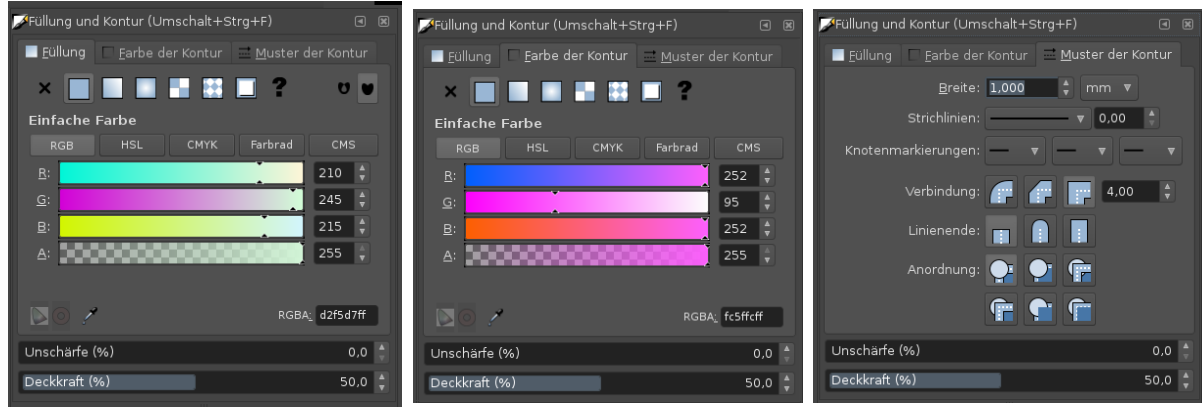 Füllung und Kontur (Umschalt+Strg+F)
Füllung Farbe der Kontur Muster der Kontur
?
Einfache Farbe
RGB HSL CMYK Farbrad CMS
R: 210
G: 245
B: 215
A: 255
RGBA: d2f5d7ff
Unschärfe (%) 0,0
Deckkraft (%) 50,0
Füllung und Kontur (Umschalt+Strg+F)
Füllung Farbe der Kontur Muster der Kontur
?
Einfache Farbe
RGB HSL CMYK Farbrad CMS
R: 252
G: 95
B: 252
A: 255
RGBA: fc5ffcff
Unschärfe (%) 0,0
Deckkraft (%) 50,0
Füllung und Kontur (Umschalt+Strg+F)
Füllung Farbe der Kontur Muster der Kontur
Breite: 1,000 mm
Strichlinien: 0,00
Knotenmarkierungen:
Verbindung: 4,00
Linienende:
Anordnung:
Unschärfe (%) 0,0
Deckkraft (%) 50,0